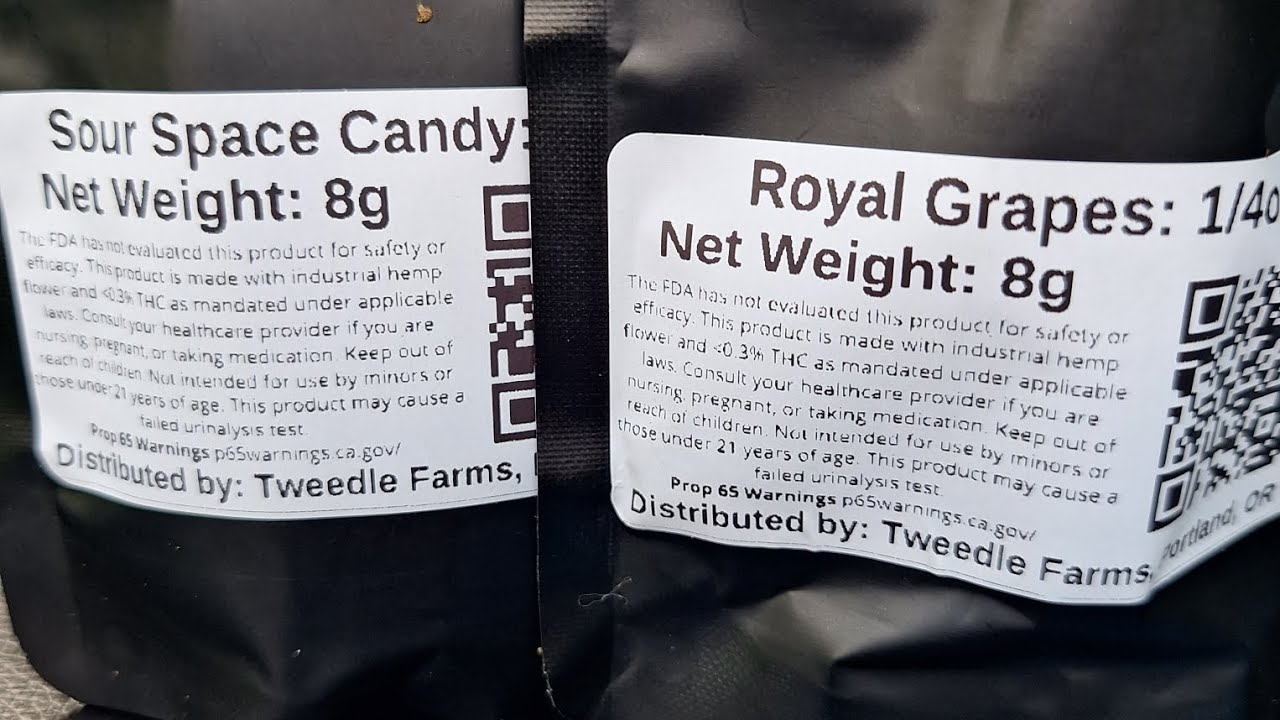 Sour Space Candy:
Net Weight: 8g
The FDA has not evaluated this product for safety or
efficacy. This product is made with industrial hemp
flower and <0.3% THC as mandated under applicable
laws. Consult your healthcare provider if you are
nursing, pregnant, or taking medication. Keep out of
reach of children. Not intended for use by minors or
those under 21 years of age. This product may cause a
failed urinalysis test.
Prop 65 Warnings p65warnings.ca.gov/
Distributed by: Tweedle Farms,
Royal Grapes: 1/4o
Net Weight: 8g
The FDA has not evaluated this product for safety or
efficacy. This product is made with industrial hemp
flower and <0.3% THC as mandated under applicable
laws. Consult your healthcare provider if you are
nursing, pregnant, or taking medication. Keep out of
reach of children. Not intended for use by minors or
those under 21 years of age. This product may cause a
failed urinalysis test.
Prop 65 Warnings p65warnings.ca.gov/
Distributed by: Tweedle Farms, Portland, OR